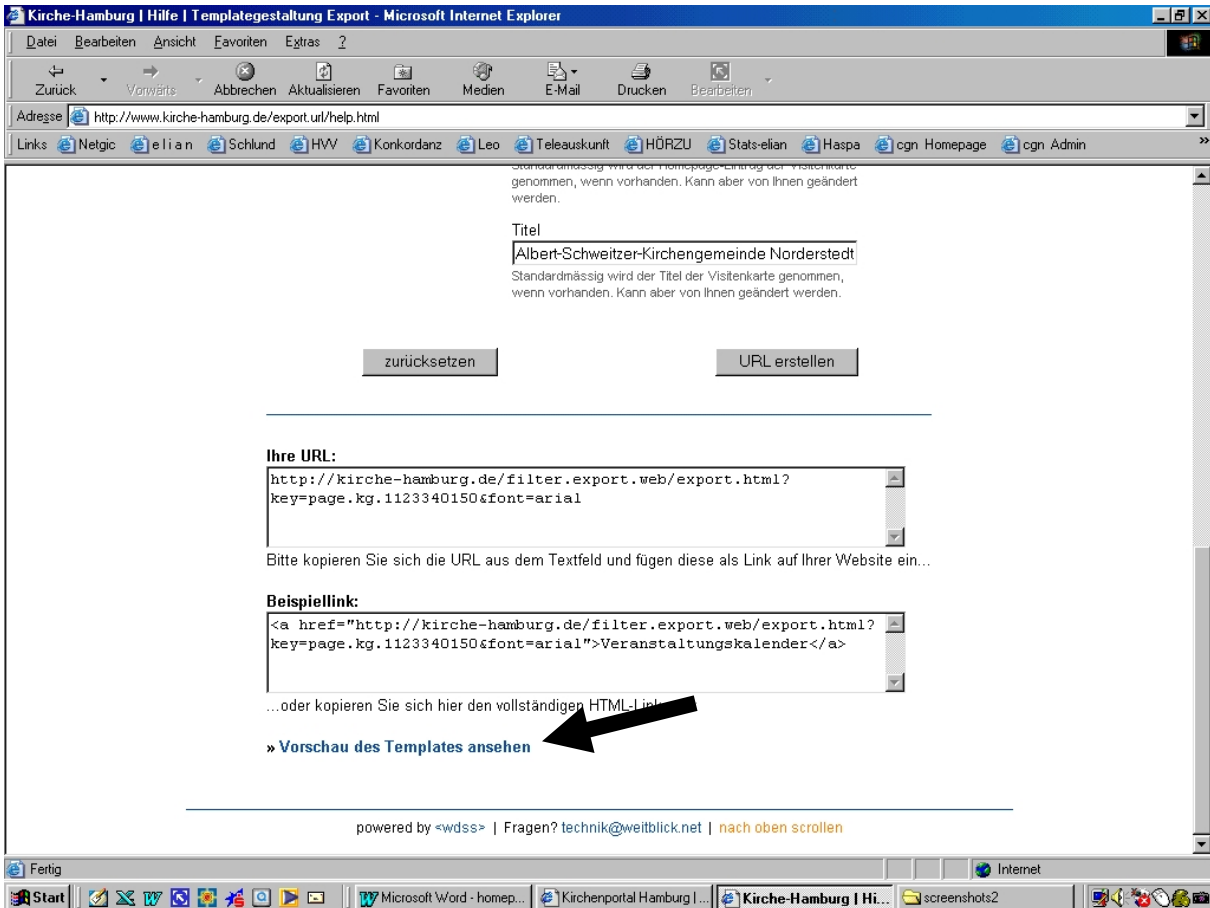 Kirche-Hamburg | Hilfe | Templategestaltung Export - Microsoft Internet Explorer
Datei Bearbeiten Ansicht Favoriten Extras ?
Zurück Vorwärts Abbrechen Aktualisieren Favoriten Medien E-Mail Drucken Bearbeiten
Adresse http://www.kirche-hamburg.de/export.url/help.html
Links Netgic e l i a n Schlund HVV Konkordanz Leo Teleauskunft HÖRZU Stats-elian Haspa cgn Homepage cgn Admin »
Standardmässig wird der Homepage-Eintrag der Visitenkarte
genommen, wenn vorhanden. Kann aber von Ihnen geändert
werden.
Titel
Albert-Schweitzer-Kirchengemeinde Norderstedt
Standardmässig wird der Titel der Visitenkarte genommen,
wenn vorhanden. Kann aber von Ihnen geändert werden.
zurücksetzen URL erstellen
Ihre URL:
http://kirche-hamburg.de/filter.export.web/export.html?
key=page.kg.1123340150&font=arial
Bitte kopieren Sie sich die URL aus dem Textfeld und fügen diese als Link auf Ihrer Website ein...
Beispiellink:
<a href="http://kirche-hamburg.de/filter.export.web/export.html?
key=page.kg.1123340150&font=arial">Veranstaltungskalender</a>
...oder kopieren Sie sich hier den vollständigen HTML-Link
» Vorschau des Templates ansehen
powered by <wdss> | Fragen? technik@weitblick.net | nach oben scrollen
Fertig Internet
Start Microsoft Word - homep... Kirchenportal Hamburg |... Kirche-Hamburg | Hi... screenshots2